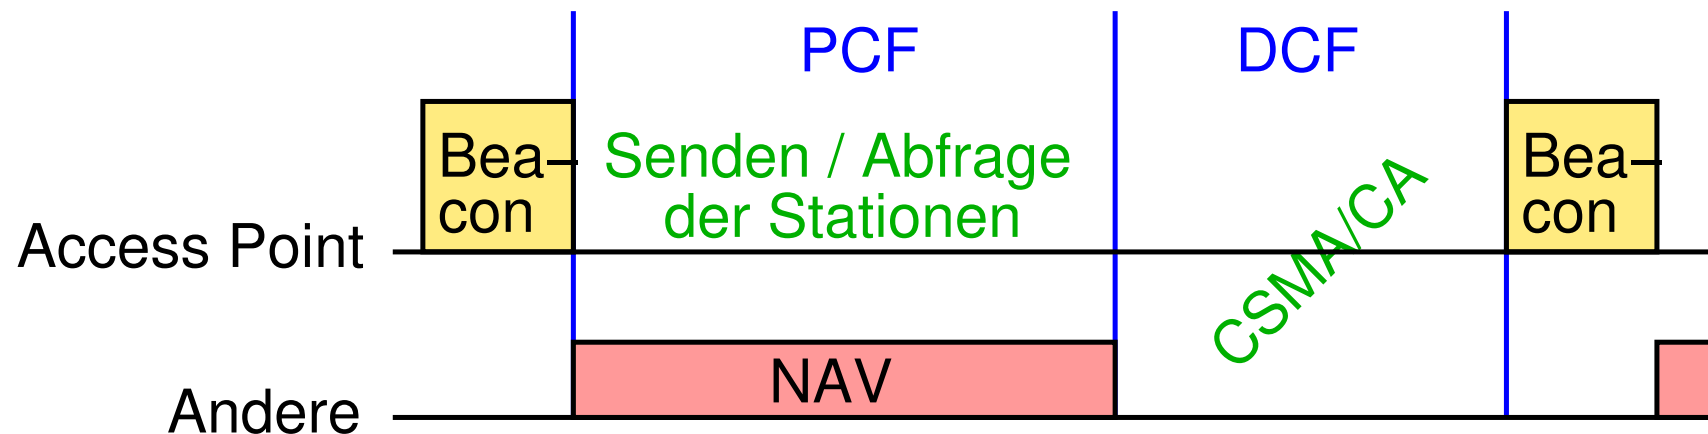 PCF
DCF
Bea-
con
Senden / Abfrage
der Stationen
Bea-
con
Access Point
CSMA/CA
NAV
Andere